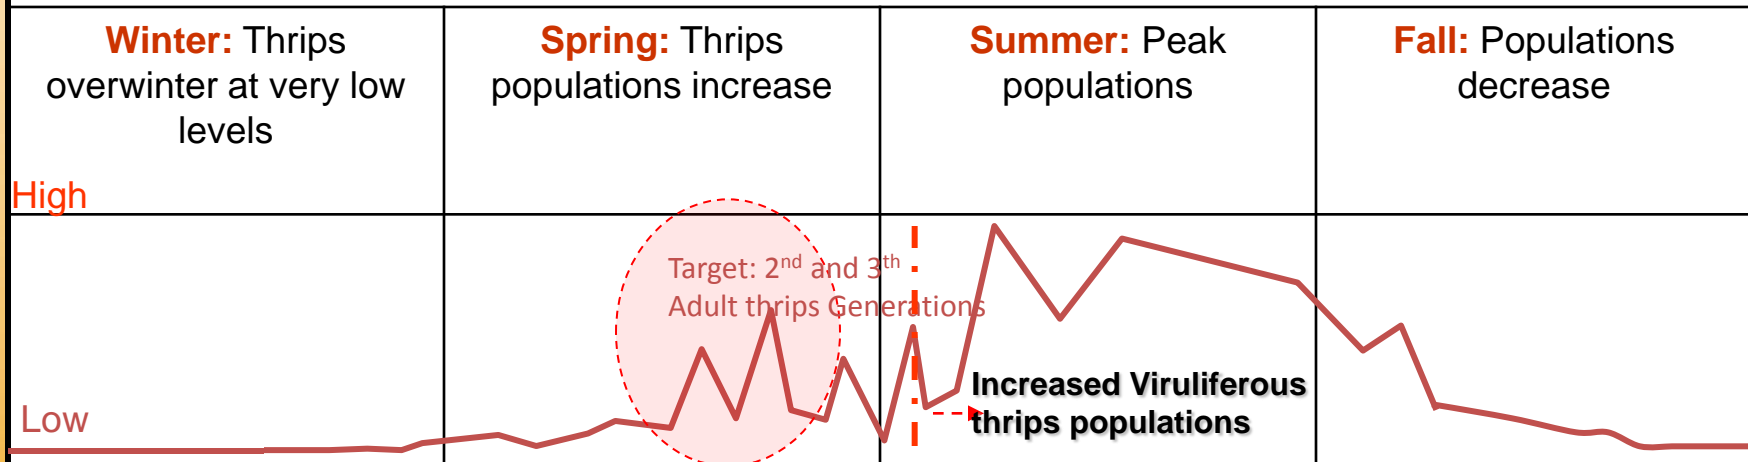 Winter: Thrips
overwinter at very low
levels
Spring: Thrips
populations increase
Summer: Peak
populations
Fall: Populations
decrease
High
Target: 2nd and 3th
Adult thrips Generations
Increased Viruliferous
thrips populations
Low